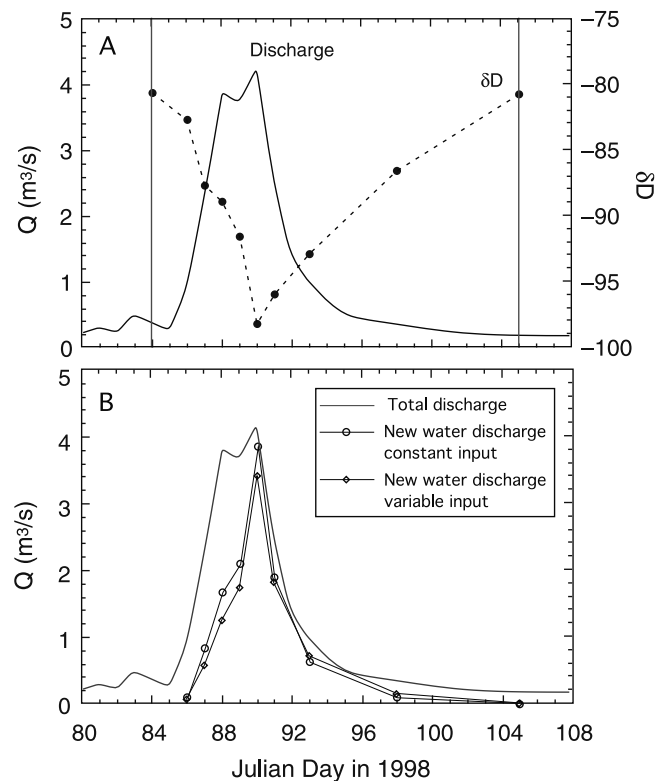 A
Discharge
δD
5
4
3
2
1
0
Q (m³/s)
−75
−80
−85
−90
−95
−100
δD
B
Total discharge
New water discharge
constant input
New water discharge
variable input
5
4
3
2
1
0
Q (m³/s)
80 84 88 92 96 100 104 108
Julian Day in 1998